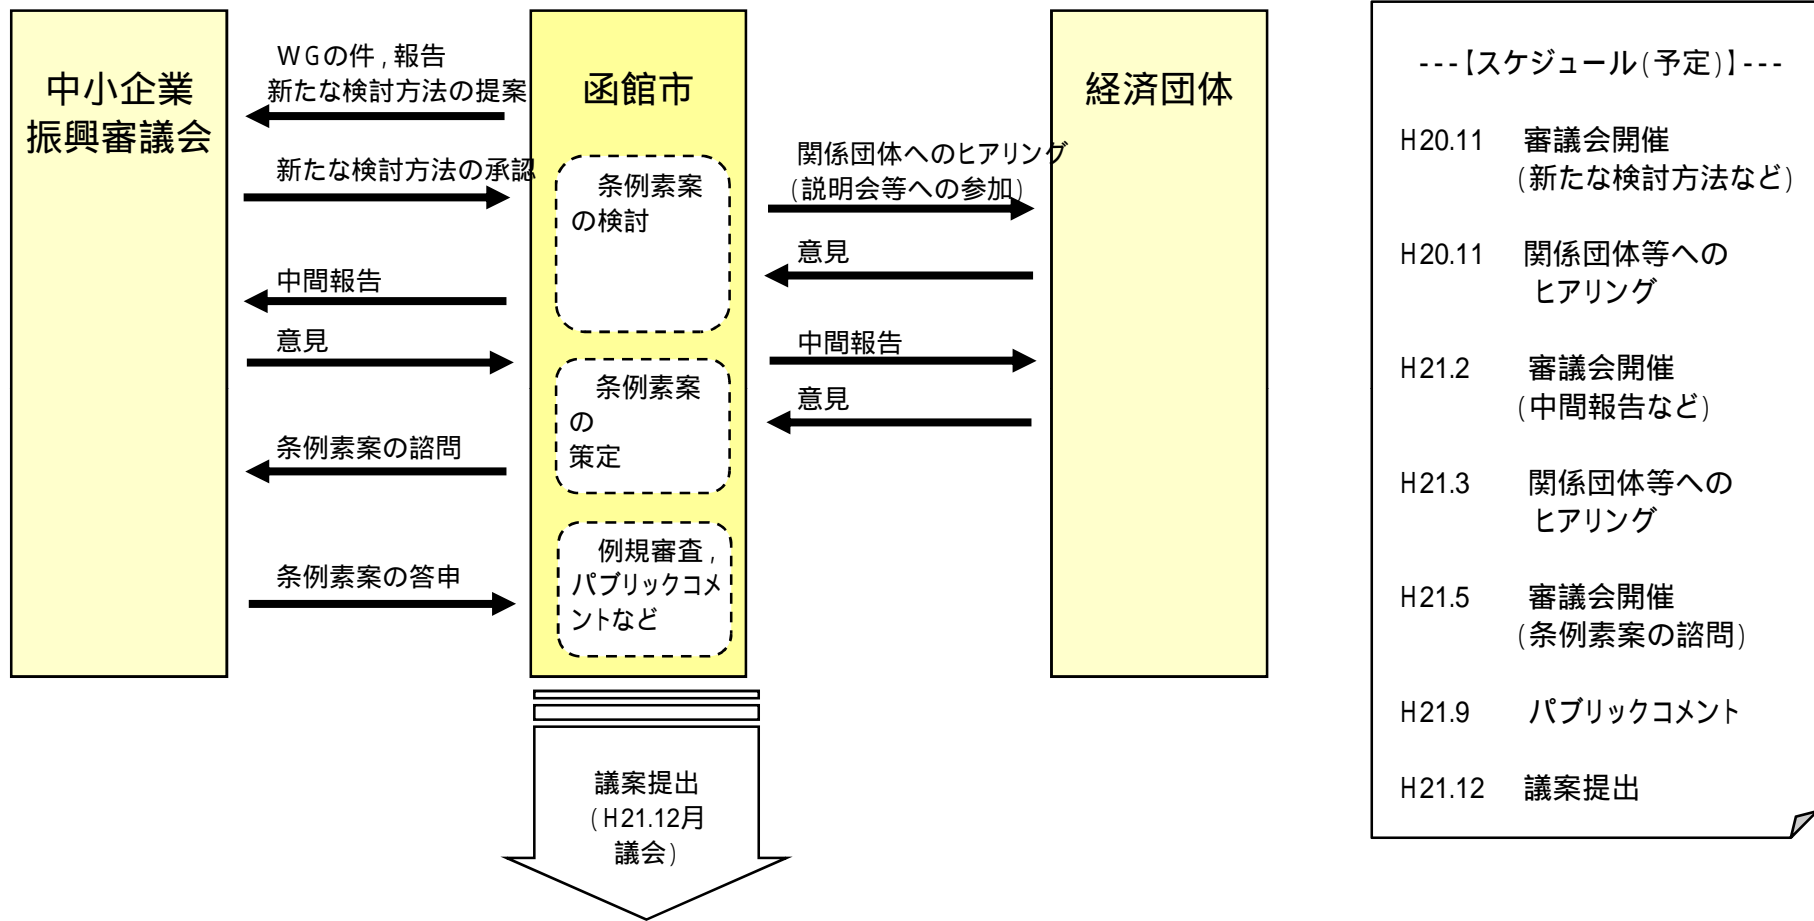 中小企業
振興審議会
WGの件,報告
新たな検討方法の提案
新たな検討方法の承認
中間報告
意見
条例素案の諮問
条例素案の答申
函館市
条例素案
の検討
条例素案
の
策定
例規審査,
パブリックコメ
ントなど
関係団体へのヒアリング
(説明会等への参加)
意見
中間報告
意見
経済団体
議案提出
(H21.12月
議会)
---【スケジュール(予定)】---
H20.11 審議会開催
(新たな検討方法など)
H20.11 関係団体等への
ヒアリング
H21.2 審議会開催
(中間報告など)
H21.3 関係団体等への
ヒアリング
H21.5 審議会開催
(条例素案の諮問)
H21.9 パブリックコメント
H21.12 議案提出